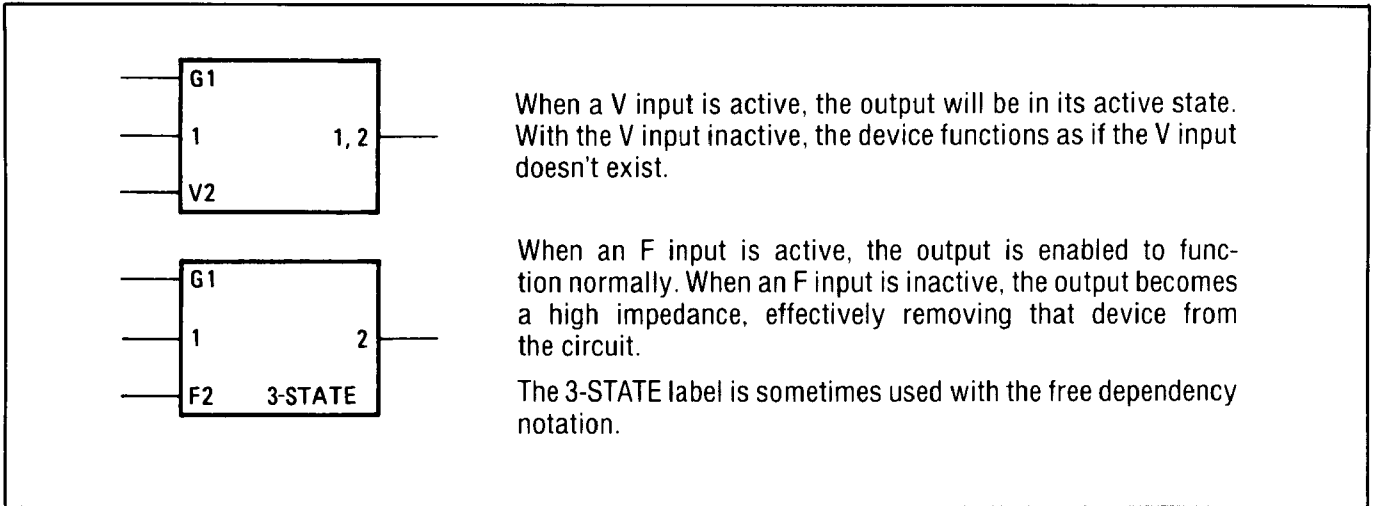 G1
1
1, 2
V2
When a V input is active, the output will be in its active state.
With the V input inactive, the device functions as if the V input
doesn't exist.
G1
1
2
F2
3-STATE
When an F input is active, the output is enabled to func-
tion normally. When an F input is inactive, the output becomes
a high impedance, effectively removing that device from
the circuit.
The 3-STATE label is sometimes used with the free dependency
notation.